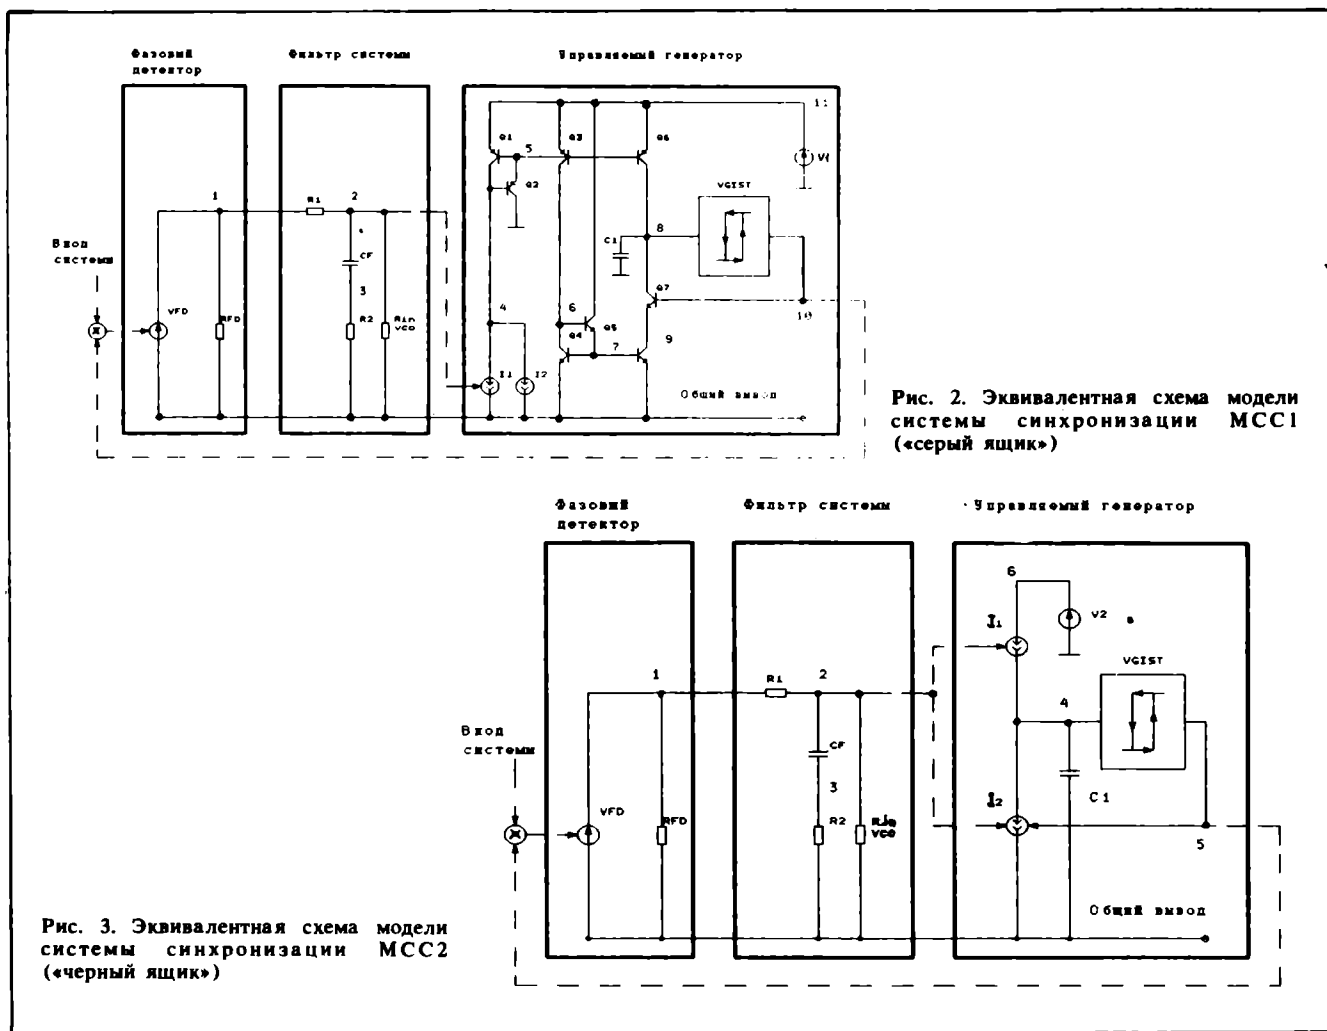 Фазовий
детектор
Фильтр системы
Управляемый генератор
11
Q1
Q3
Q6
5
Q2
VGIST
1
R1
2
C1
8
Вход
системы
CF
3
4
6
Q7
10
VFD
RFD
R2
Rin
VCO
Q5
Q4
7
9
I1
I2
Общий вывод
Рис. 2. Эквивалентная схема модели
системы синхронизации МСС1
(«серый ящик»)
Фазовий
детектор
Фильтр системы
Управляемый генератор
6
V2
I1
VGIST
1
R1
2
4
Вход
системы
CF
3
C1
I2
VFD
RFD
R2
VCO
5
Общий вывод
Рис. 3. Эквивалентная схема модели
системы синхронизации МСС2
(«черный ящик»)